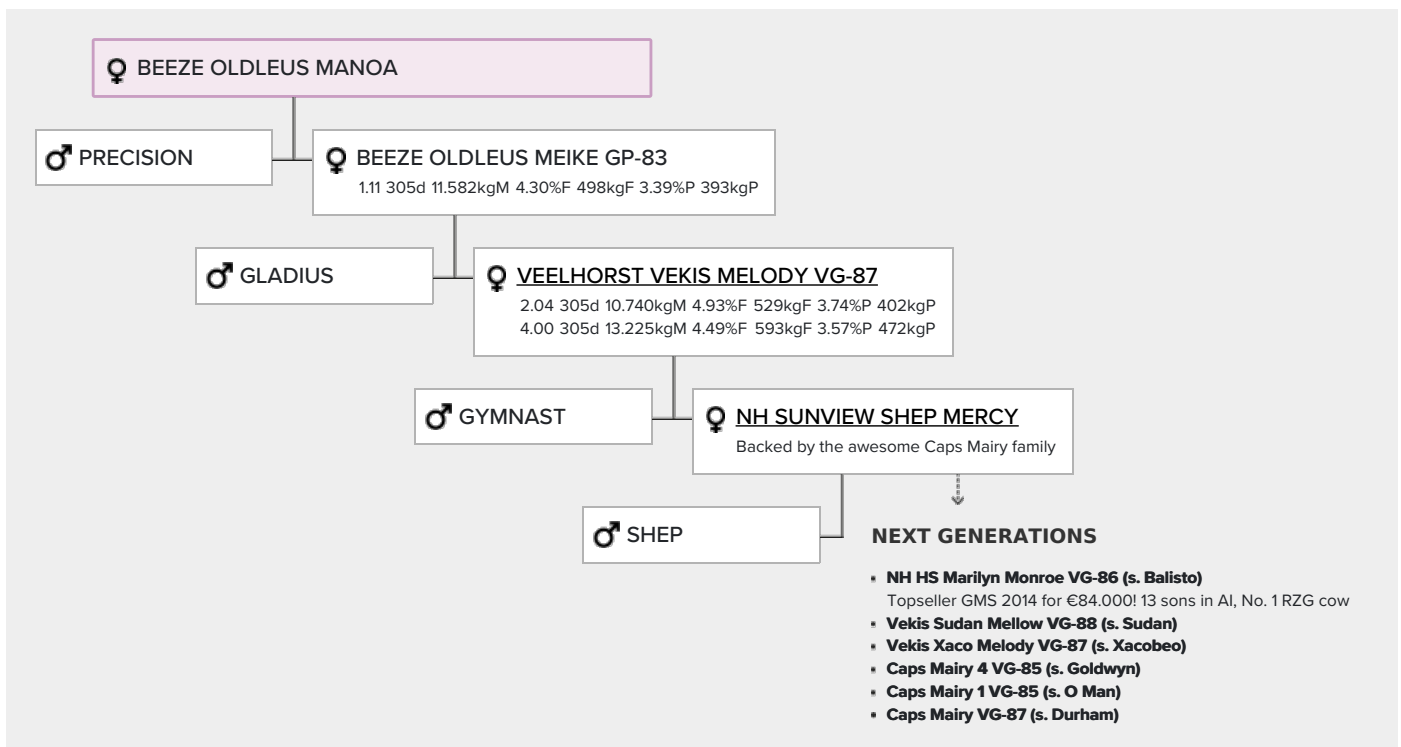 BEEZE OLDLEUS MANOA
PRECISION
BEEZE OLDLEUS MEIKE GP-83
1.11 305d 11.582kgM 4.30%F 498kgF 3.39%P 393kgP
GLADIUS
VEELHORST VEKIS MELODY VG-87
2.04 305d 10.740kgM 4.93%F 529kgF 3.74%P 402kgP
4.00 305d 13.225kgM 4.49%F 593kgF 3.57%P 472kgP
GYMNAST
NH SUNVIEW SHEP MERCY
Backed by the awesome Caps Mairy family
SHEP
NEXT GENERATIONS
NH HS Marilyn Monroe VG-86 (s. Balisto)
Topseller GMS 2014 for €84.000! 13 sons in AI, No. 1 RZG cow
Vekis Sudan Mellow VG-88 (s. Sudan)
Vekis Xaco Melody VG-87 (s. Xacobeo)
Caps Mairy 4 VG-85 (s. Goldwyn)
Caps Mairy 1 VG-85 (s. O Man)
Caps Mairy VG-87 (s. Durham)